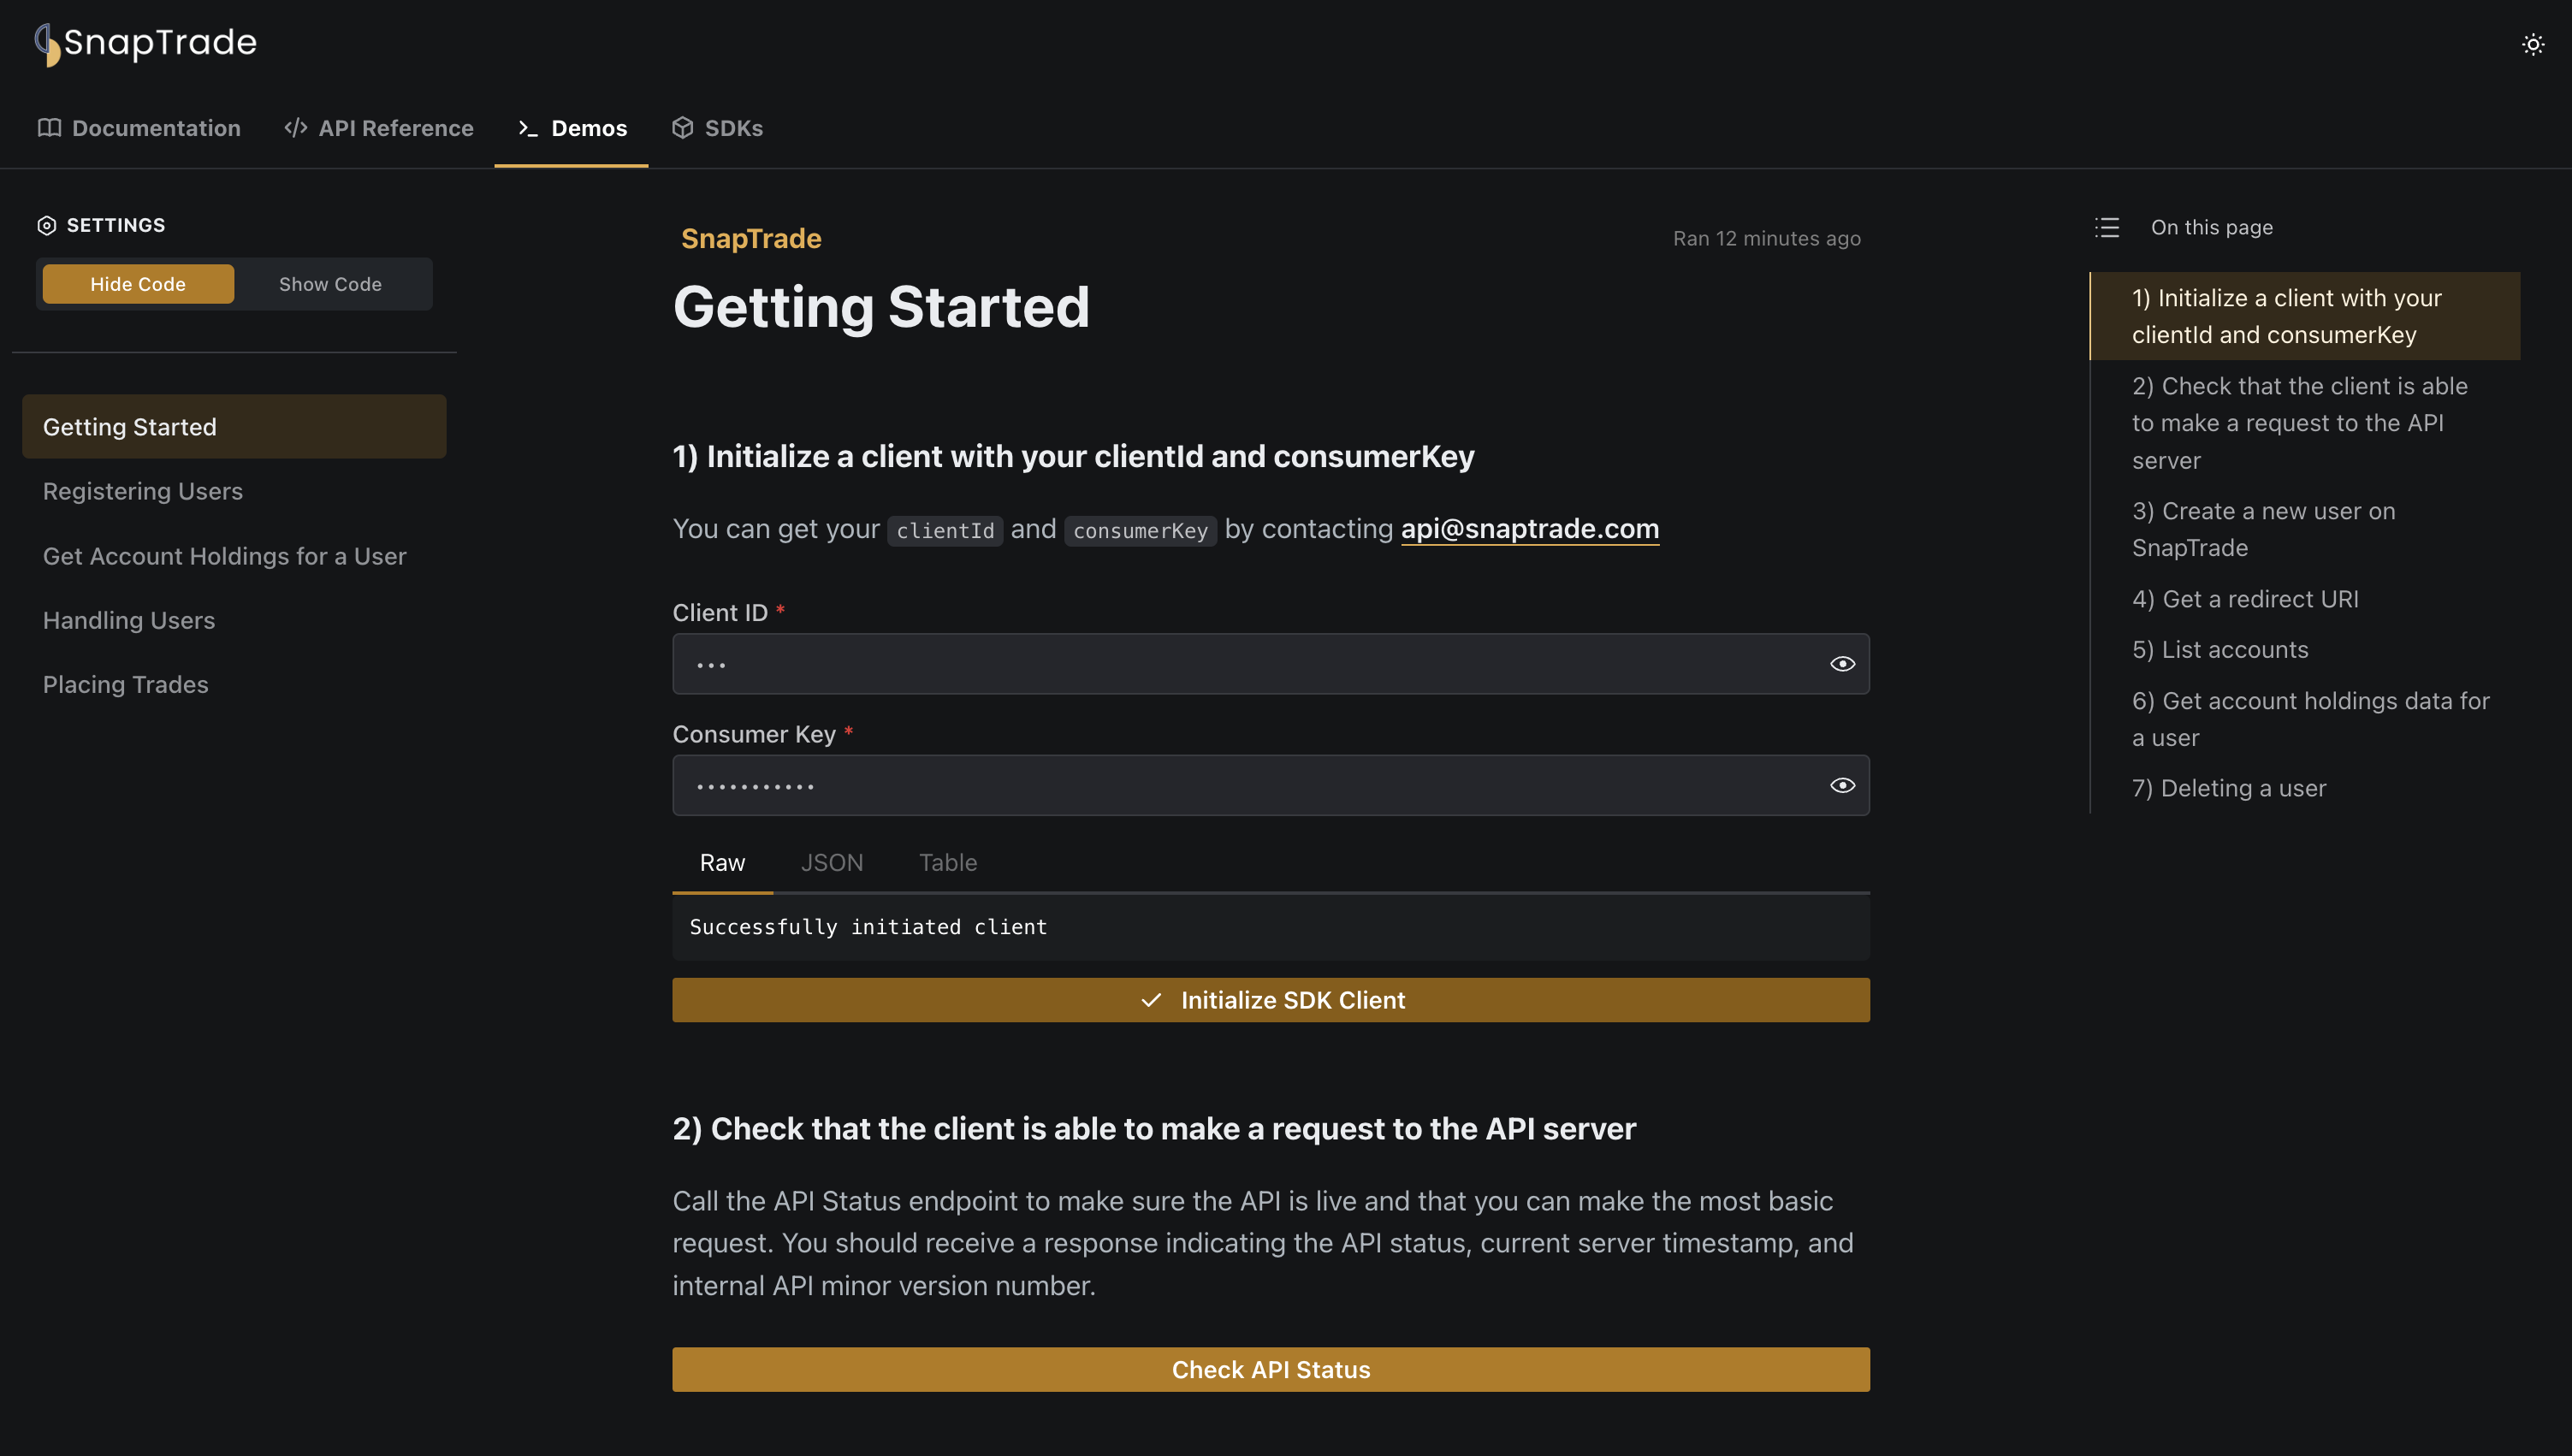 SnapTrade
Documentation
API Reference
Demos
SDKs
SETTINGS
Hide Code
Show Code
Getting Started
Registering Users
Get Account Holdings for a User
Handling Users
Placing Trades
SnapTrade
Ran 12 minutes ago
Getting Started
1) Initialize a client with your clientId and consumerKey
You can get your clientId and consumerKey by contacting api@snaptrade.com
Client ID *
•••
Consumer Key *
•••••••••••
Raw
JSON
Table
Successfully initiated client
Initialize SDK Client
2) Check that the client is able to make a request to the API server
Call the API Status endpoint to make sure the API is live and that you can make the most basic
request. You should receive a response indicating the API status, current server timestamp, and
internal API minor version number.
Check API Status
On this page
1) Initialize a client with your
clientId and consumerKey
2) Check that the client is able
to make a request to the API
server
3) Create a new user on
SnapTrade
4) Get a redirect URI
5) List accounts
6) Get account holdings data for
a user
7) Deleting a user